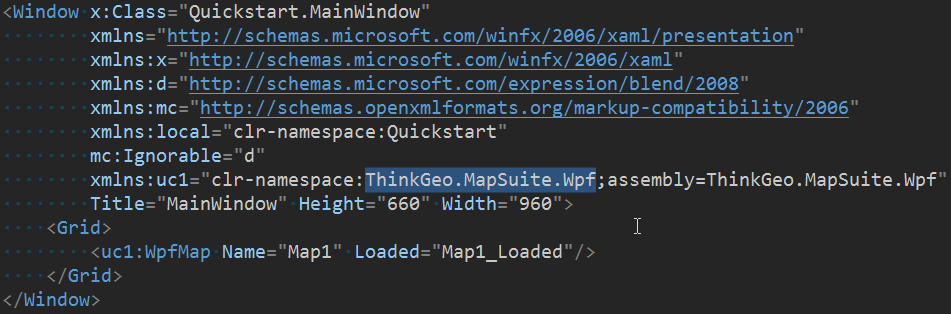 <Window x:Class="Quickstart.MainWindow"
xmlns="http://schemas.microsoft.com/winfx/2006/xaml/presentation"
xmlns:x="http://schemas.microsoft.com/winfx/2006/xaml"
xmlns:d="http://schemas.microsoft.com/expression/blend/2008"
xmlns:mc="http://schemas.openxmlformats.org/markup-compatibility/2006"
xmlns:local="clr-namespace:Quickstart"
mc:Ignorable="d"
xmlns:uc1="clr-namespace:ThinkGeo.MapSuite.Wpf;assembly=ThinkGeo.MapSuite.Wpf"
Title="MainWindow" Height="660" Width="960">
<Grid>
<uc1:WpfMap Name="Map1" Loaded="Map1_Loaded"/>
</Grid>
</Window>